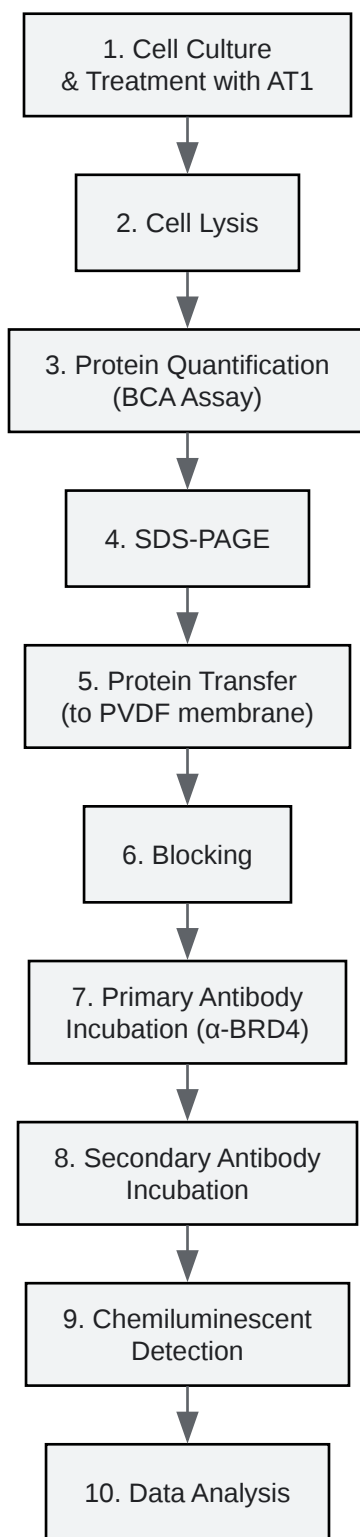 1. Cell Culture
& Treatment with AT1
2. Cell Lysis
3. Protein Quantification
(BCA Assay)
4. SDS-PAGE
5. Protein Transfer
(to PVDF membrane)
6. Blocking
7. Primary Antibody
Incubation (α-BRD4)
8. Secondary Antibody
Incubation
9. Chemiluminescent
Detection
10. Data Analysis